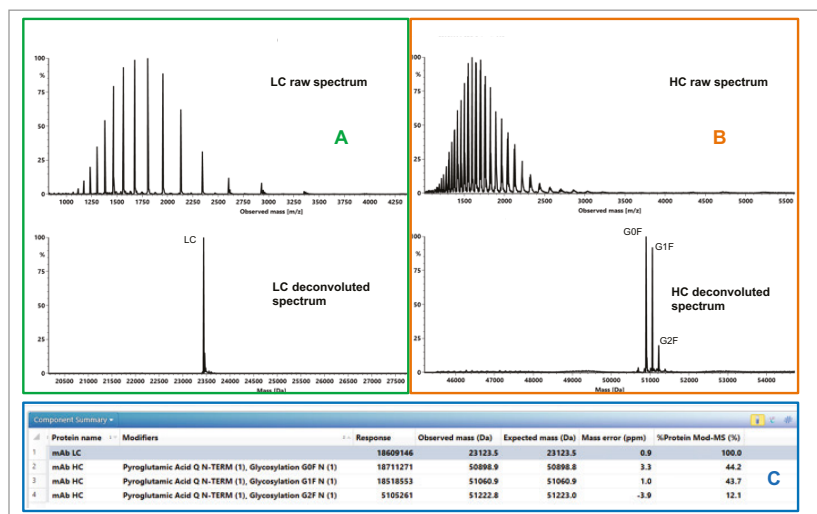 100
%
75
50
25
0
LC raw spectrum
A
1000 1250 1500 1750 2000 2250 2500 2750 3000 3250 3500 3750 4000 4250
Observed mass [m/z]
100
%
75
50
25
0
HC raw spectrum
B
1500 2000 2500 3000 3500 4000 4500 5000 5500
Observed mass [m/z]
LC
100
%
75
50
25
0
LC deconvoluted
spectrum
20500 21000 21500 22000 22500 23000 23500 24000 24500 25000 25500 26000 26500 27000 27500
Mass [Da]
G0F
G1F
G2F
100
%
75
50
25
0
HC deconvoluted
spectrum
46000 47000 48000 49000 50000 51000 52000 53000 54000
Mass [Da]
Component Summary
Protein name Modifiers Response Observed mass (Da) Expected mass (Da) Mass error (ppm) %Protein Mod-MS (%)
1 mAb LC 18609146 23123.5 23123.5 0.9 100.0
2 mAb HC Pyroglutamic Acid Q N-TERM (1), Glycosylation G0F N (1) 18711271 50898.9 50898.8 3.3 44.2
3 mAb HC Pyroglutamic Acid Q N-TERM (1), Glycosylation G1F N (1) 18518553 51060.9 51060.9 1.0 43.7
4 mAb HC Pyroglutamic Acid Q N-TERM (1), Glycosylation G2F N (1) 5105261 51222.8 51223.0 -3.9 12.1
C